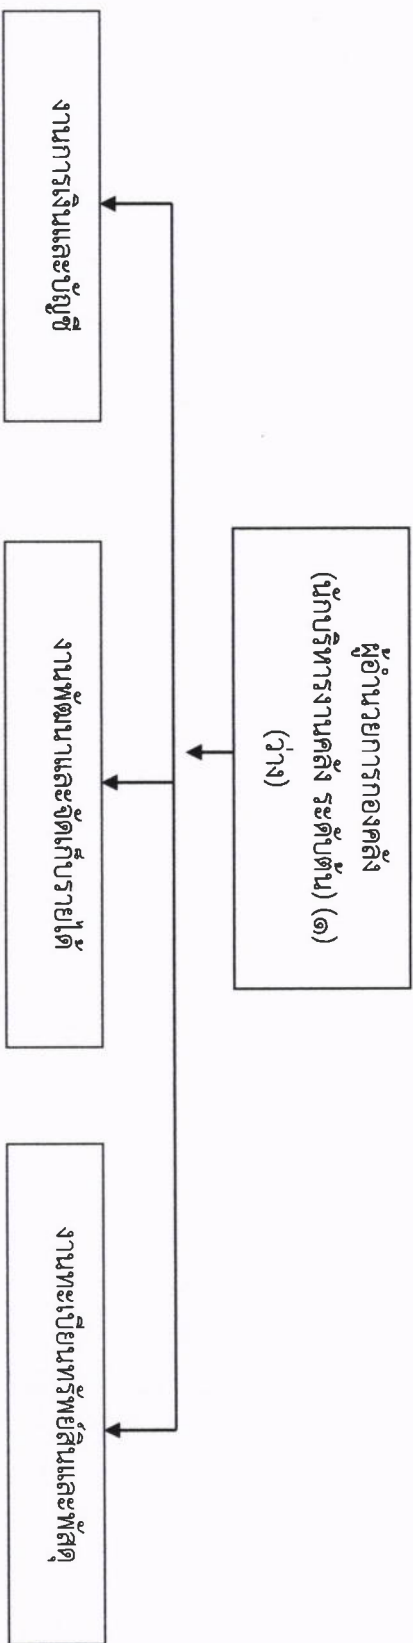 ผู้อำนวยการกองคลัง
(นักบริหารงานคลัง ระดับต้น) (๑)
(ว่าง)
งานการเงินและบัญชี
งานพัฒนาและจัดเก็บรายได้
งานทะเบียนทรัพย์สินและพัสดุ